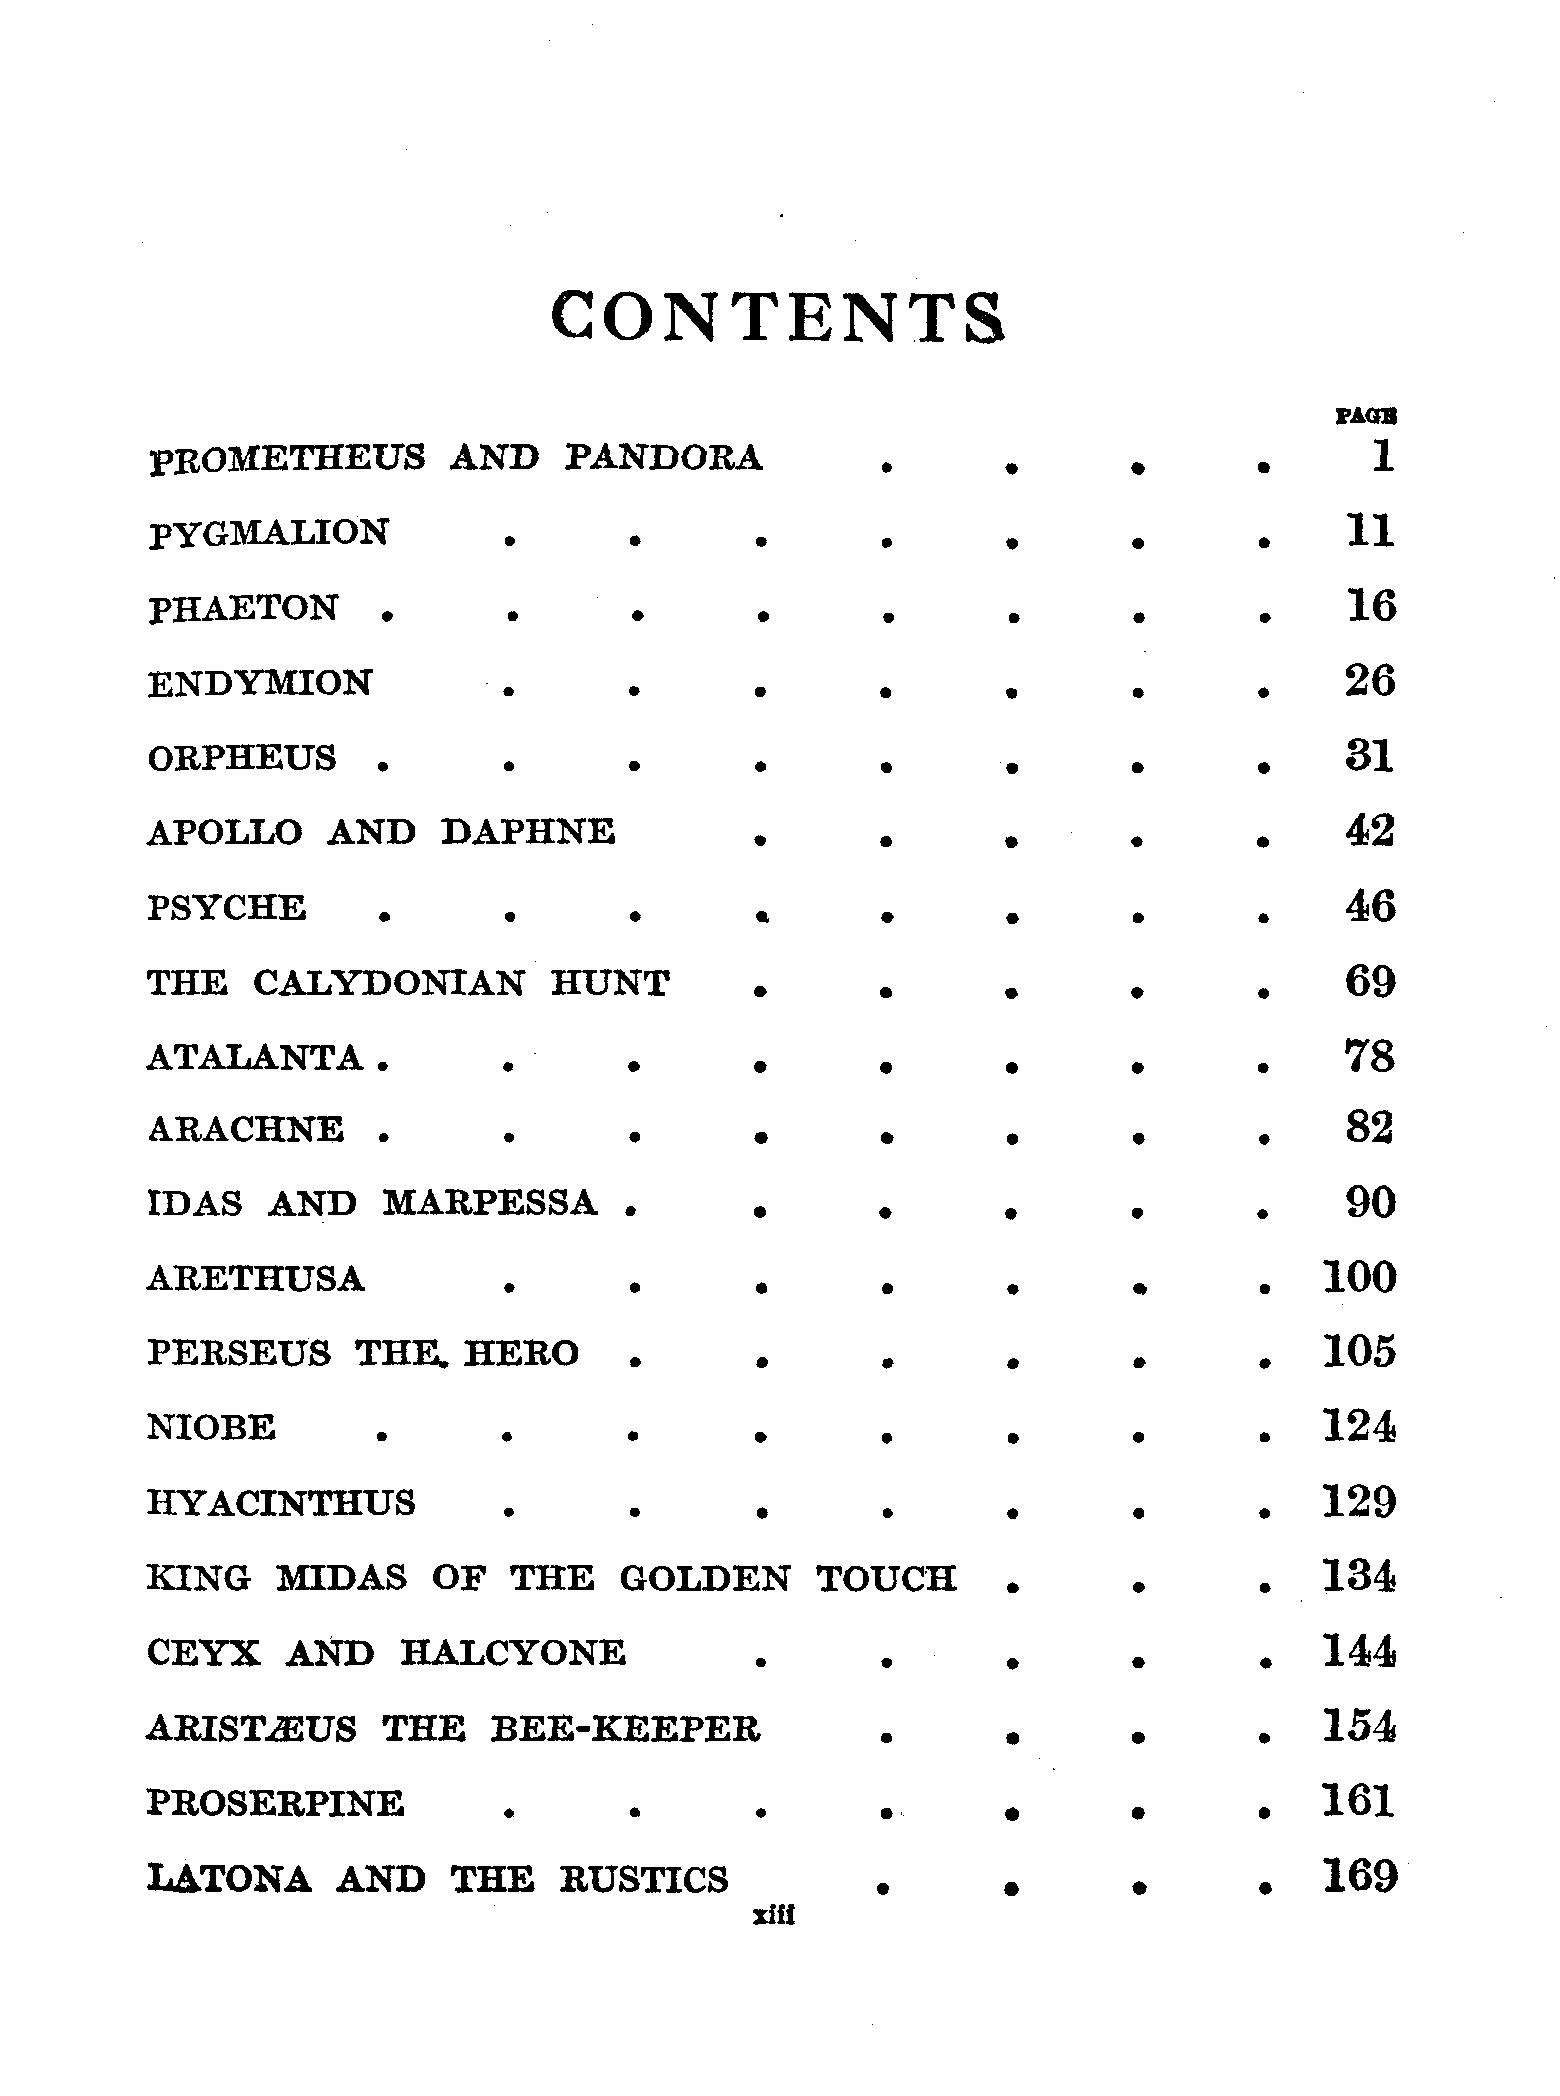 CONTENTS
PAGE
PROMETHEUS AND PANDORA . . . . 1
PYGMALION . . . . . . . 11
PHAETON . . . . . . . . 16
ENDYMION . . . . . . . 26
ORPHEUS . . . . . . . . 31
APOLLO AND DAPHNE . . . . . 42
PSYCHE . . . . . . . . 46
THE CALYDONIAN HUNT . . . . . 69
ATALANTA . . . . . . . . 78
ARACHNE . . . . . . . . 82
IDAS AND MARPESSA . . . . . . 90
ARETHUSA . . . . . . . 100
PERSEUS THE HERO . . . . . . 105
NIOBE . . . . . . . . 124
HYACINTHUS . . . . . . . 129
KING MIDAS OF THE GOLDEN TOUCH . . . 134
CEYX AND HALCYONE . . . . . 144
ARISTÆUS THE BEE-KEEPER . . . . 154
PROSERPINE . . . . . . . 161
LATONA AND THE RUSTICS . . . . 169
xiii